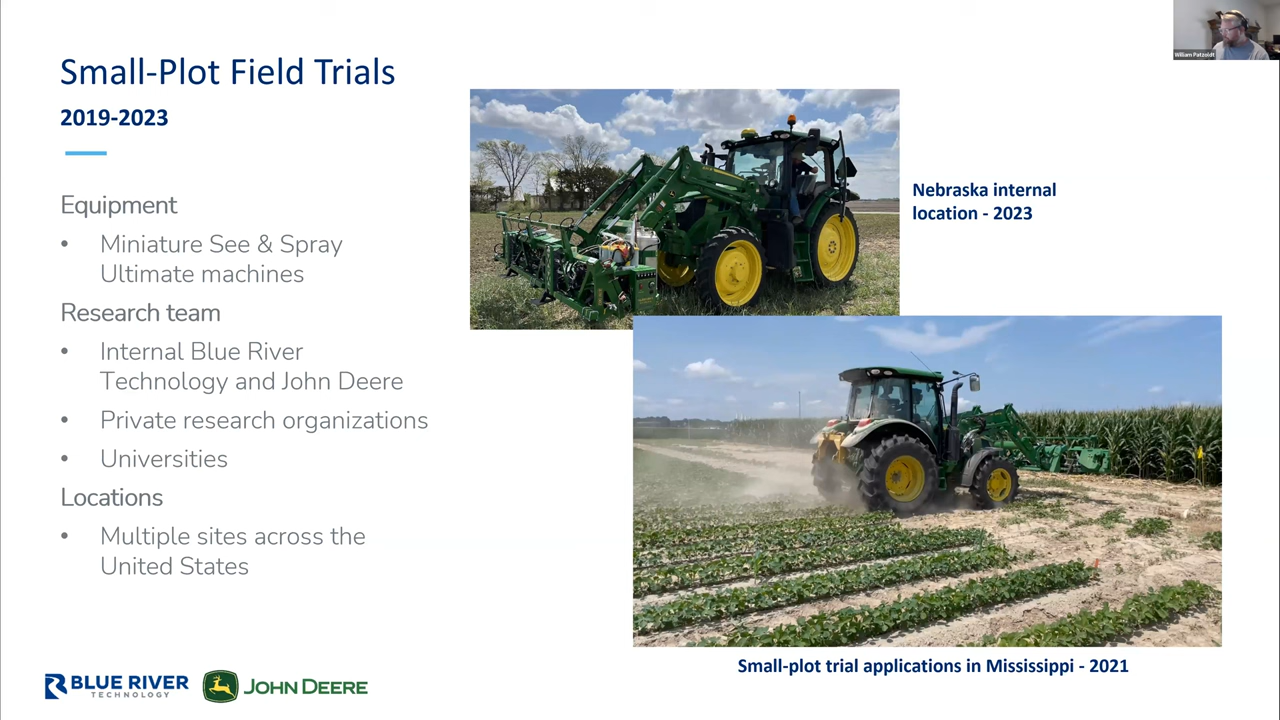 William Patzoldt
Small-Plot Field Trials
2019-2023
Equipment
• Miniature See & Spray
Ultimate machines
Research team
• Internal Blue River
Technology and John Deere
• Private research organizations
• Universities
Locations
• Multiple sites across the
United States
Nebraska internal
location - 2023
Small-plot trial applications in Mississippi - 2021
BLUE RIVER
TECHNOLOGY
JOHN DEERE